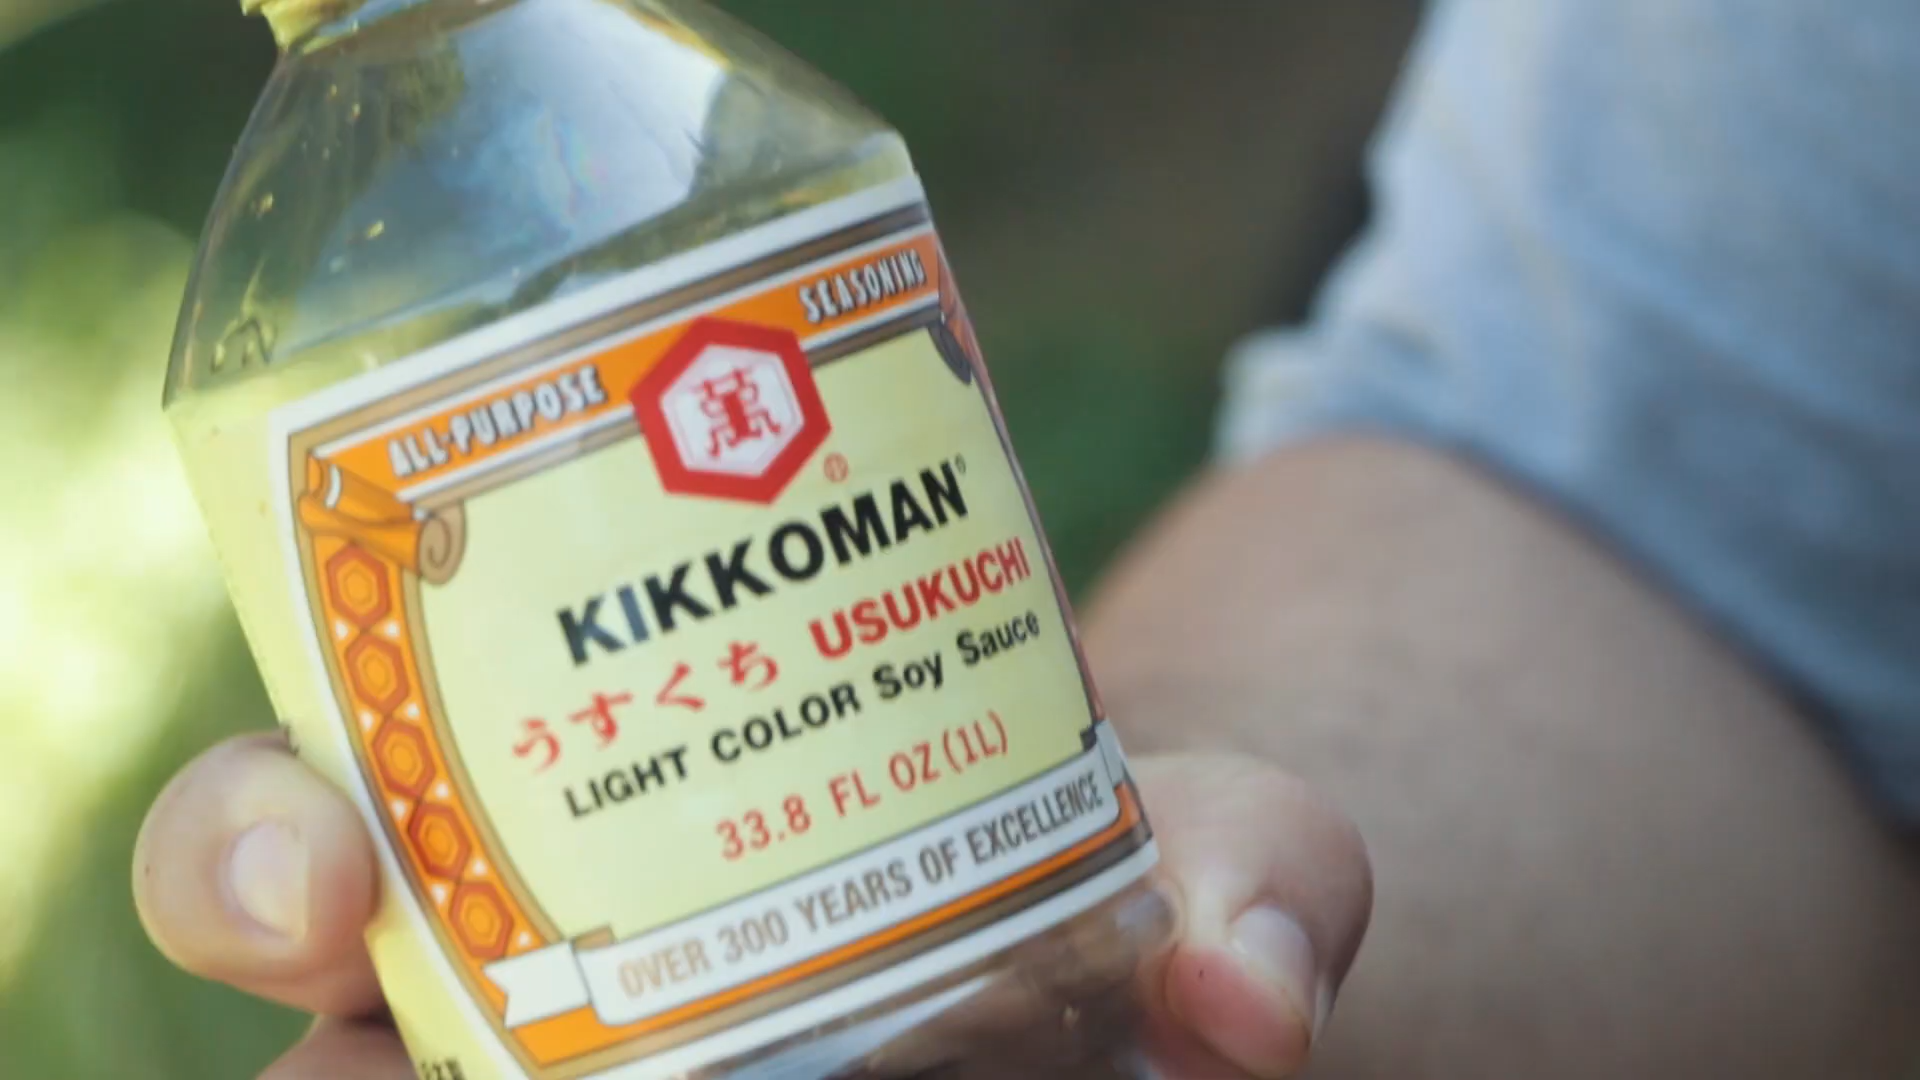 ALL-PURPOSE SEASONING
萬
KIKKOMAN®
うすくち USUKUCHI
LIGHT COLOR Soy Sauce
33.8 FL OZ (1L)
OVER 300 YEARS OF EXCELLENCE